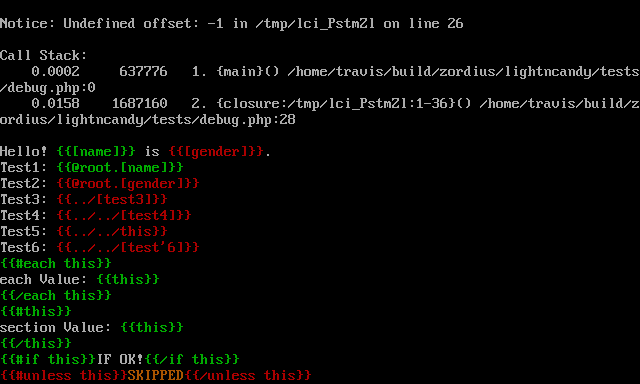 Notice: Undefined offset: -1 in /tmp/lci_PstmZl on line 26
Call Stack:
    0.0002     637776   1. {main}() /home/travis/build/zordius/lightncandy/tests
/debug.php:0
    0.0158    1687160   2. {closure:/tmp/lci_PstmZl:1-36}() /home/travis/build/z
ordius/lightncandy/tests/debug.php:28
Hello! {{[name]}} is {{[gender]}}.
Test1: {{@root.[name]}}
Test2: {{@root.[gender]}}
Test3: {{../[test3]}}
Test4: {{../../[test4]}}
Test5: {{../../this}}
Test6: {{../../[test'6]}}
{{#each this}}
each Value: {{this}}
{{/each this}}
{{#this}}
section Value: {{this}}
{{/this}}
{{#if this}}IF OK!{{/if this}}
{{#unless this}}SKIPPED{{/unless this}}